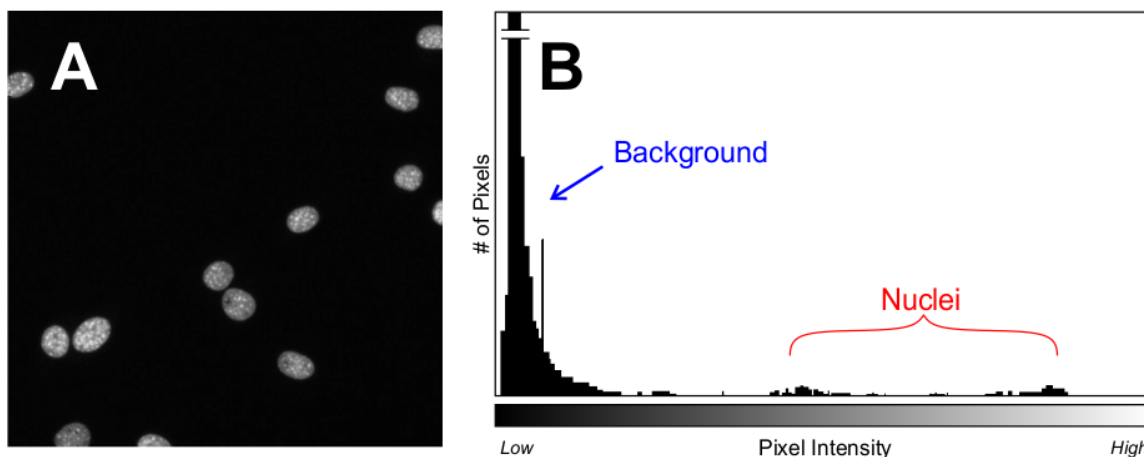 A
B
Background
# of Pixels
Nuclei
Low
Pixel Intensity
High